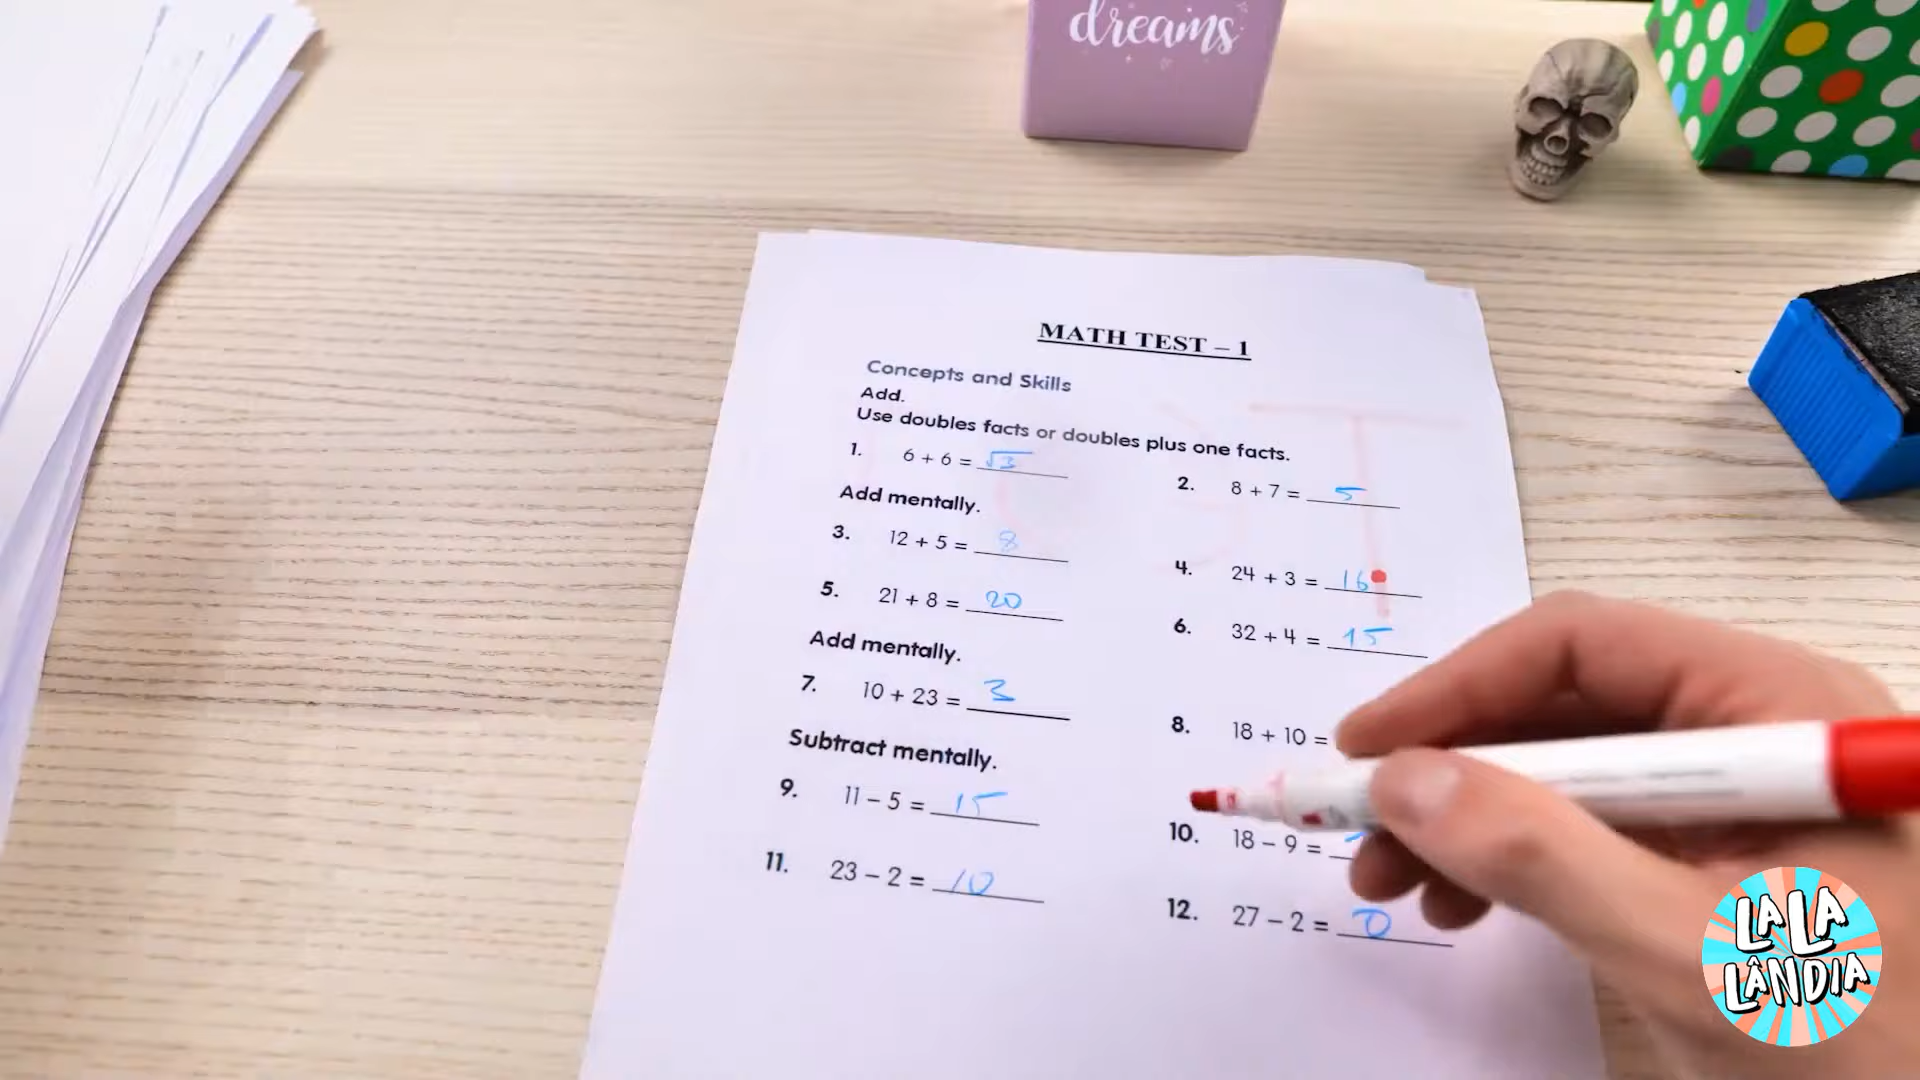 dreams
MATH TEST – 1
Concepts and Skills
Add.
Use doubles facts or doubles plus one facts.
1. 6 + 6 = √3
2. 8 + 7 = 5
Add mentally.
3. 12 + 5 = 8
4. 24 + 3 = 16
5. 21 + 8 = 20
6. 32 + 4 = 15
Add mentally.
7. 10 + 23 = 3
8. 18 + 10 =
Subtract mentally.
9. 11 – 5 = 15
10. 18 – 9 =
11. 23 – 2 = 10
12. 27 – 2 = 0
LA LA
LÂNDIA